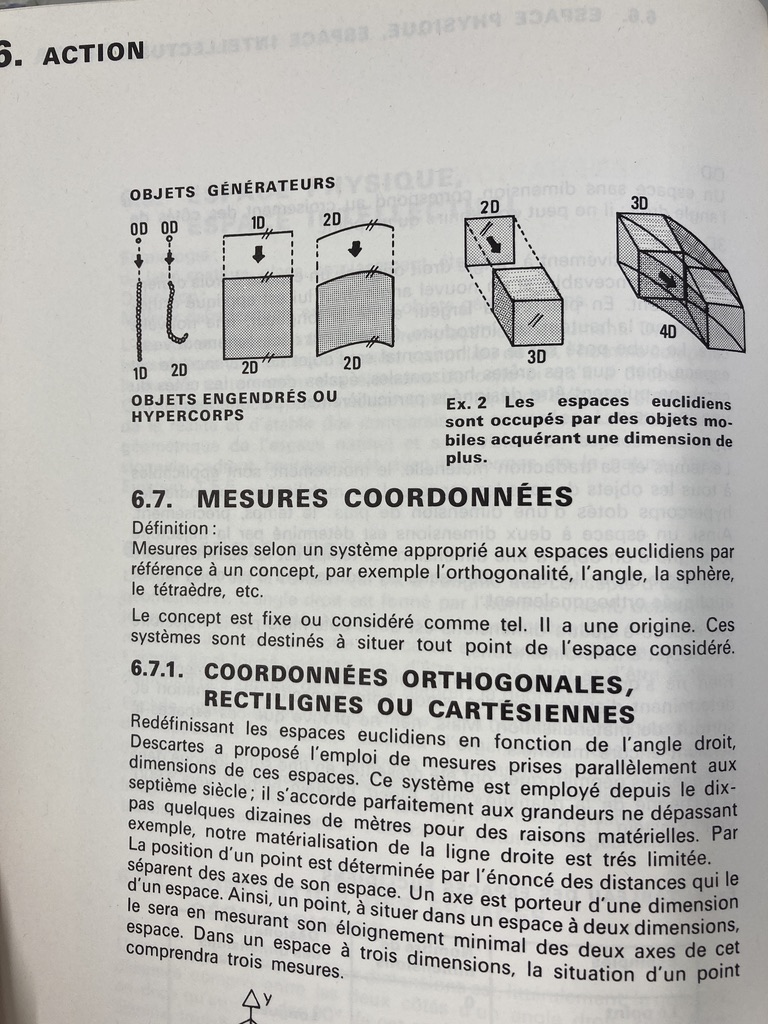 6. ACTION
OBJETS GÉNÉRATEURS
0D 0D 1D 2D 2D 3D
1D 2D 2D 2D 3D 4D
OBJETS ENGENDRÉS OU
HYPERCORPS
Ex. 2 Les espaces euclidiens
sont occupés par des objets mo-
biles acquérant une dimension de
plus.
6.7. MESURES COORDONNÉES
Définition :
Mesures prises selon un système approprié aux espaces euclidiens par
référence à un concept, par exemple l'orthogonalité, l'angle, la sphère,
le tétraèdre, etc.
Le concept est fixe ou considéré comme tel. Il a une origine. Ces
systèmes sont destinés à situer tout point de l'espace considéré.
6.7.1. COORDONNÉES ORTHOGONALES,
RECTILIGNES OU CARTÉSIENNES
Redéfinissant les espaces euclidiens en fonction de l'angle droit,
Descartes a proposé l'emploi de mesures prises parallèlement aux
dimensions de ces espaces. Ce système est employé depuis le dix-
septième siècle ; il s'accorde parfaitement aux grandeurs ne dépassant
pas quelques dizaines de mètres pour des raisons matérielles. Par
exemple, notre matérialisation de la ligne droite est trés limitée.
La position d'un point est déterminée par l'énoncé des distances qui le
séparent des axes de son espace. Un axe est porteur d'une dimension
d'un espace. Ainsi, un point, à situer dans un espace à deux dimensions,
le sera en mesurant son éloignement minimal des deux axes de cet
espace. Dans un espace à trois dimensions, la situation d'un point
comprendra trois mesures.
y